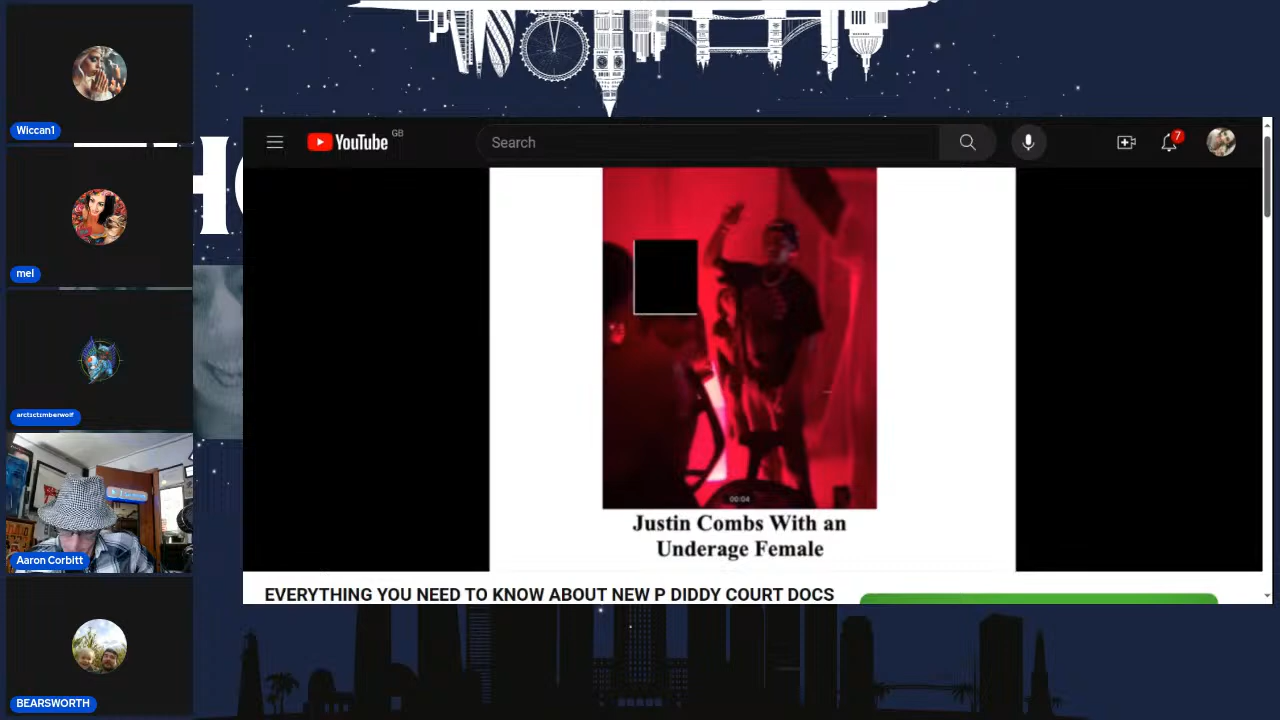 Wiccan1
mel
arct1ct1mberwolf
Aaron Corbitt
BEARSWORTH
YouTube GB
Search
7
00:04
Justin Combs With an
Underage Female
EVERYTHING YOU NEED TO KNOW ABOUT NEW P DIDDY COURT DOCS